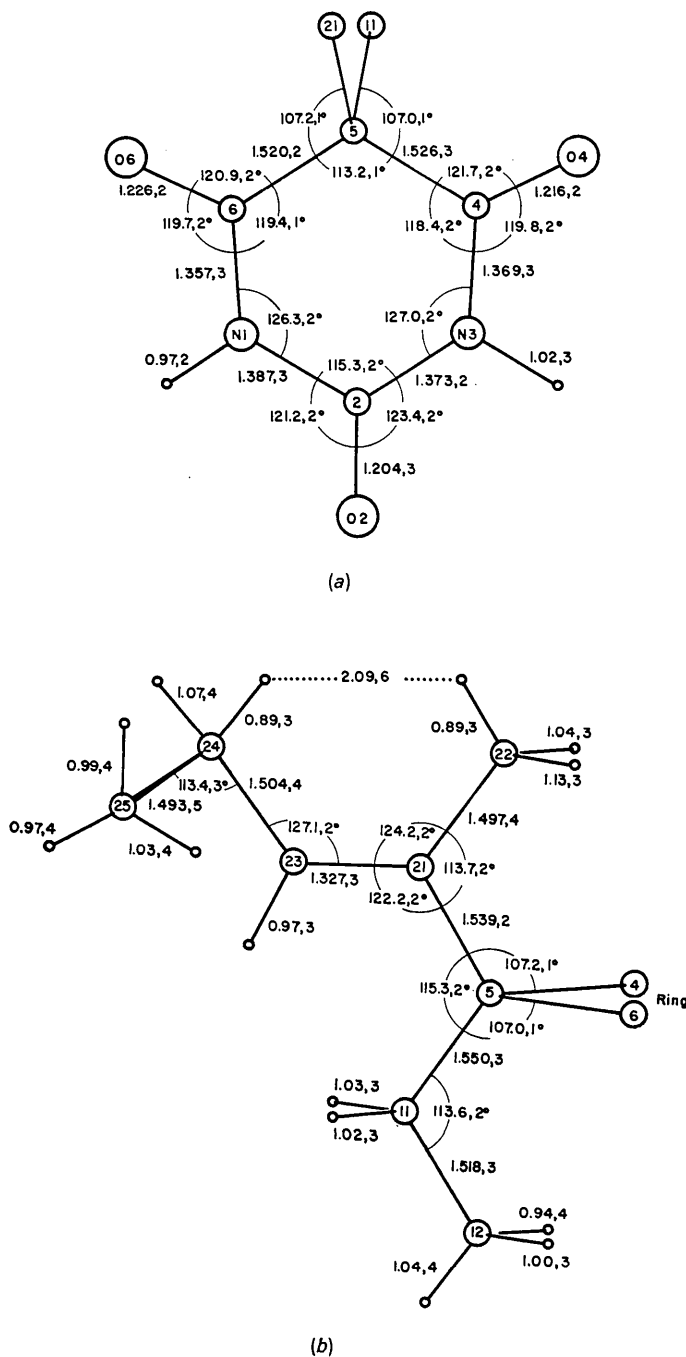 21 11
107.2,1° 107.0,1°
5
O6 1.520,2 113.2,1° 1.526,3 O4
1.226,2 120.9,2° 121.7,2° 1.216,2
6 4
119.7,2° 119.4,1° 118.4,2° 119.8,2°
1.357,3 1.369,3
126.3,2° 127.0,2°
N1 N3
0.97,2 1.387,3 115.3,2° 1.373,2 1.02,3
2
121.2,2° 123.4,2°
1.204,3
O2
(a)
2.09,6
1.07,4 0.89,3 0.89,3 1.04,3
24 22
0.99,4 113.4,3° 1.504,4 1.13,3
25 1.493,5 1.497,4
0.97,4 1.03,4 127.1,2° 124.2,2°
23 1.327,3 21 113.7,2°
122.2,2°
0.97,3 1.539,2
107.2,1° 4
115.3,2° 5 Ring
107.0,1° 6
1.550,3
1.03,3
11 113.6,2°
1.02,3
1.518,3
0.94,4
12
1.04,4 1.00,3
(b)